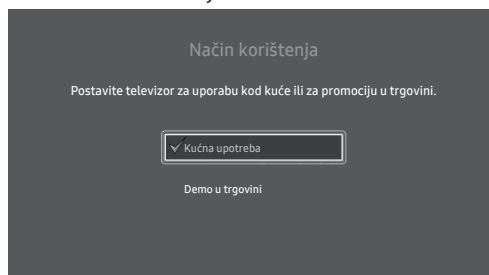 Način korištenja
Postavite televizor za uporabu kod kuće ili za promociju u trgovini.
Kućna upotreba
Demo u trgovini